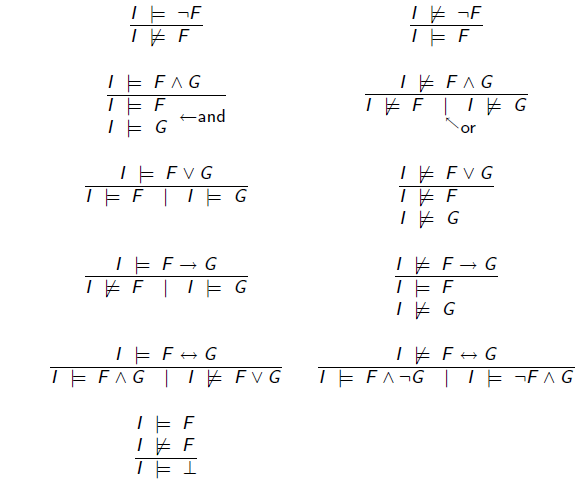 I ⊨ ¬F
I ⊭ F
I ⊭ ¬F
I ⊨ F
I ⊨ F ∧ G
I ⊨ F
I ⊨ G
←and
I ⊭ F ∧ G
I ⊭ F | I ⊭ G
↖or
I ⊨ F ∨ G
I ⊨ F | I ⊨ G
I ⊭ F ∨ G
I ⊭ F
I ⊭ G
I ⊨ F → G
I ⊭ F | I ⊨ G
I ⊭ F → G
I ⊨ F
I ⊭ G
I ⊨ F ↔ G
I ⊨ F ∧ G | I ⊭ F ∨ G
I ⊭ F ↔ G
I ⊨ F ∧ ¬G | I ⊨ ¬F ∧ G
I ⊨ F
I ⊭ F
I ⊨ ⊥